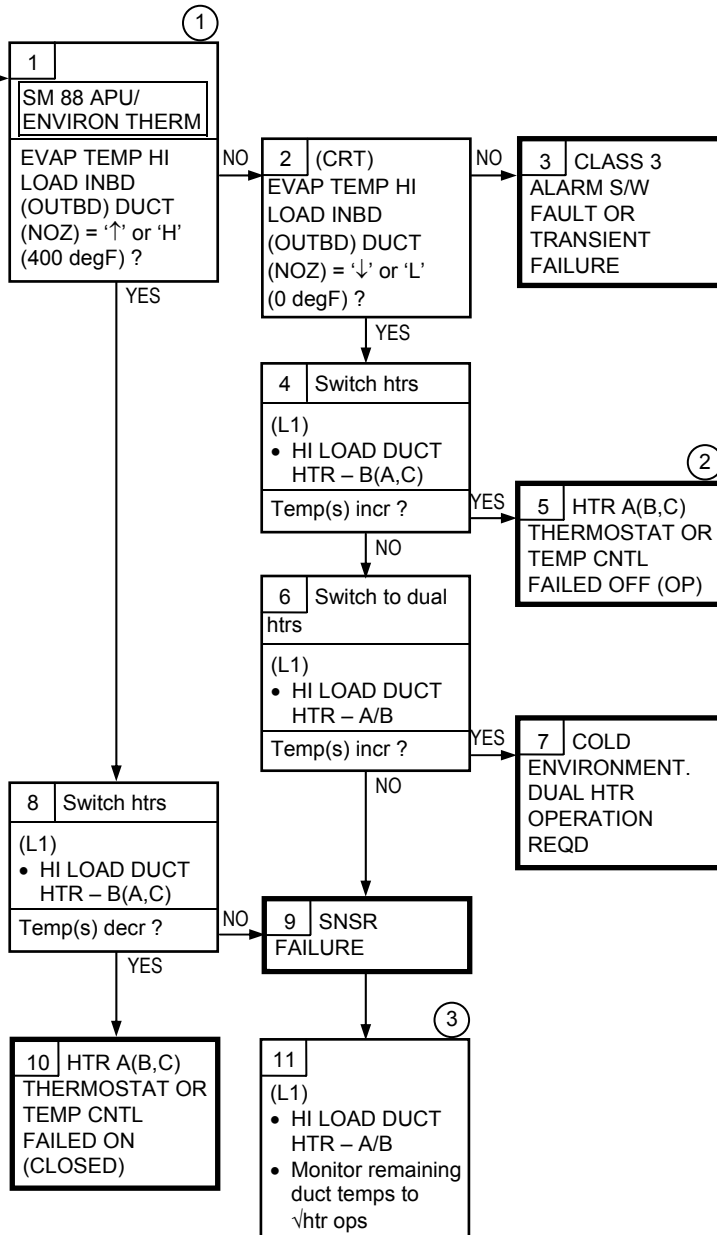 1
1
SM 88 APU/
ENVIRON THERM
EVAP TEMP HI
LOAD INBD
(OUTBD) DUCT
(NOZ) = ‘↑’ or ‘H’
(400 degF) ?
NO
YES
2 (CRT)
EVAP TEMP HI
LOAD INBD
(OUTBD) DUCT
(NOZ) = ‘↓’ or ‘L’
(0 degF) ?
NO
YES
3 CLASS 3
ALARM S/W
FAULT OR
TRANSIENT
FAILURE
4 Switch htrs
(L1)
• HI LOAD DUCT
HTR – B(A,C)
Temp(s) incr ?
YES
NO
2
5 HTR A(B,C)
THERMOSTAT OR
TEMP CNTL
FAILED OFF (OP)
6 Switch to dual
htrs
(L1)
• HI LOAD DUCT
HTR – A/B
Temp(s) incr ?
YES
NO
7 COLD
ENVIRONMENT.
DUAL HTR
OPERATION
REQD
8 Switch htrs
(L1)
• HI LOAD DUCT
HTR – B(A,C)
Temp(s) decr ?
NO
YES
9 SNSR
FAILURE
10 HTR A(B,C)
THERMOSTAT OR
TEMP CNTL
FAILED ON
(CLOSED)
3
11
(L1)
• HI LOAD DUCT
HTR – A/B
• Monitor remaining
duct temps to
√htr ops